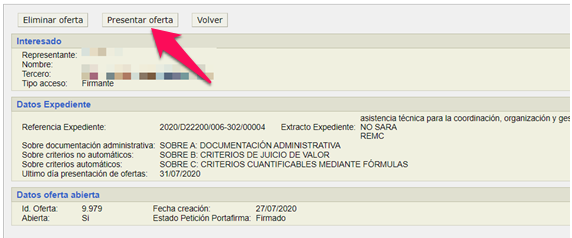 Eliminar oferta Presentar oferta Volver
Interesado
Representante:
Nombre:
Tercero:
Tipo acceso: Firmante
Datos Expediente
asistencia técnica para la coordinación, organización y ges
Referencia Expediente: 2020/D22200/006-302/00004 Extracto Expediente: NO SARA
REMC
Sobre documentación administrativa: SOBRE A: DOCUMENTACIÓN ADMINISTRATIVA
Sobre criterios no automáticos: SOBRE B: CRITERIOS DE JUICIO DE VALOR
Sobre criterios automáticos: SOBRE C: CRITERIOS CUANTIFICABLES MEDIANTE FÓRMULAS
Ultimo día presentación de ofertas: 31/07/2020
Datos oferta abierta
Id. Oferta: 9.979 Fecha creación: 27/07/2020
Abierta: Si Estado Petición Portafirma: Firmado